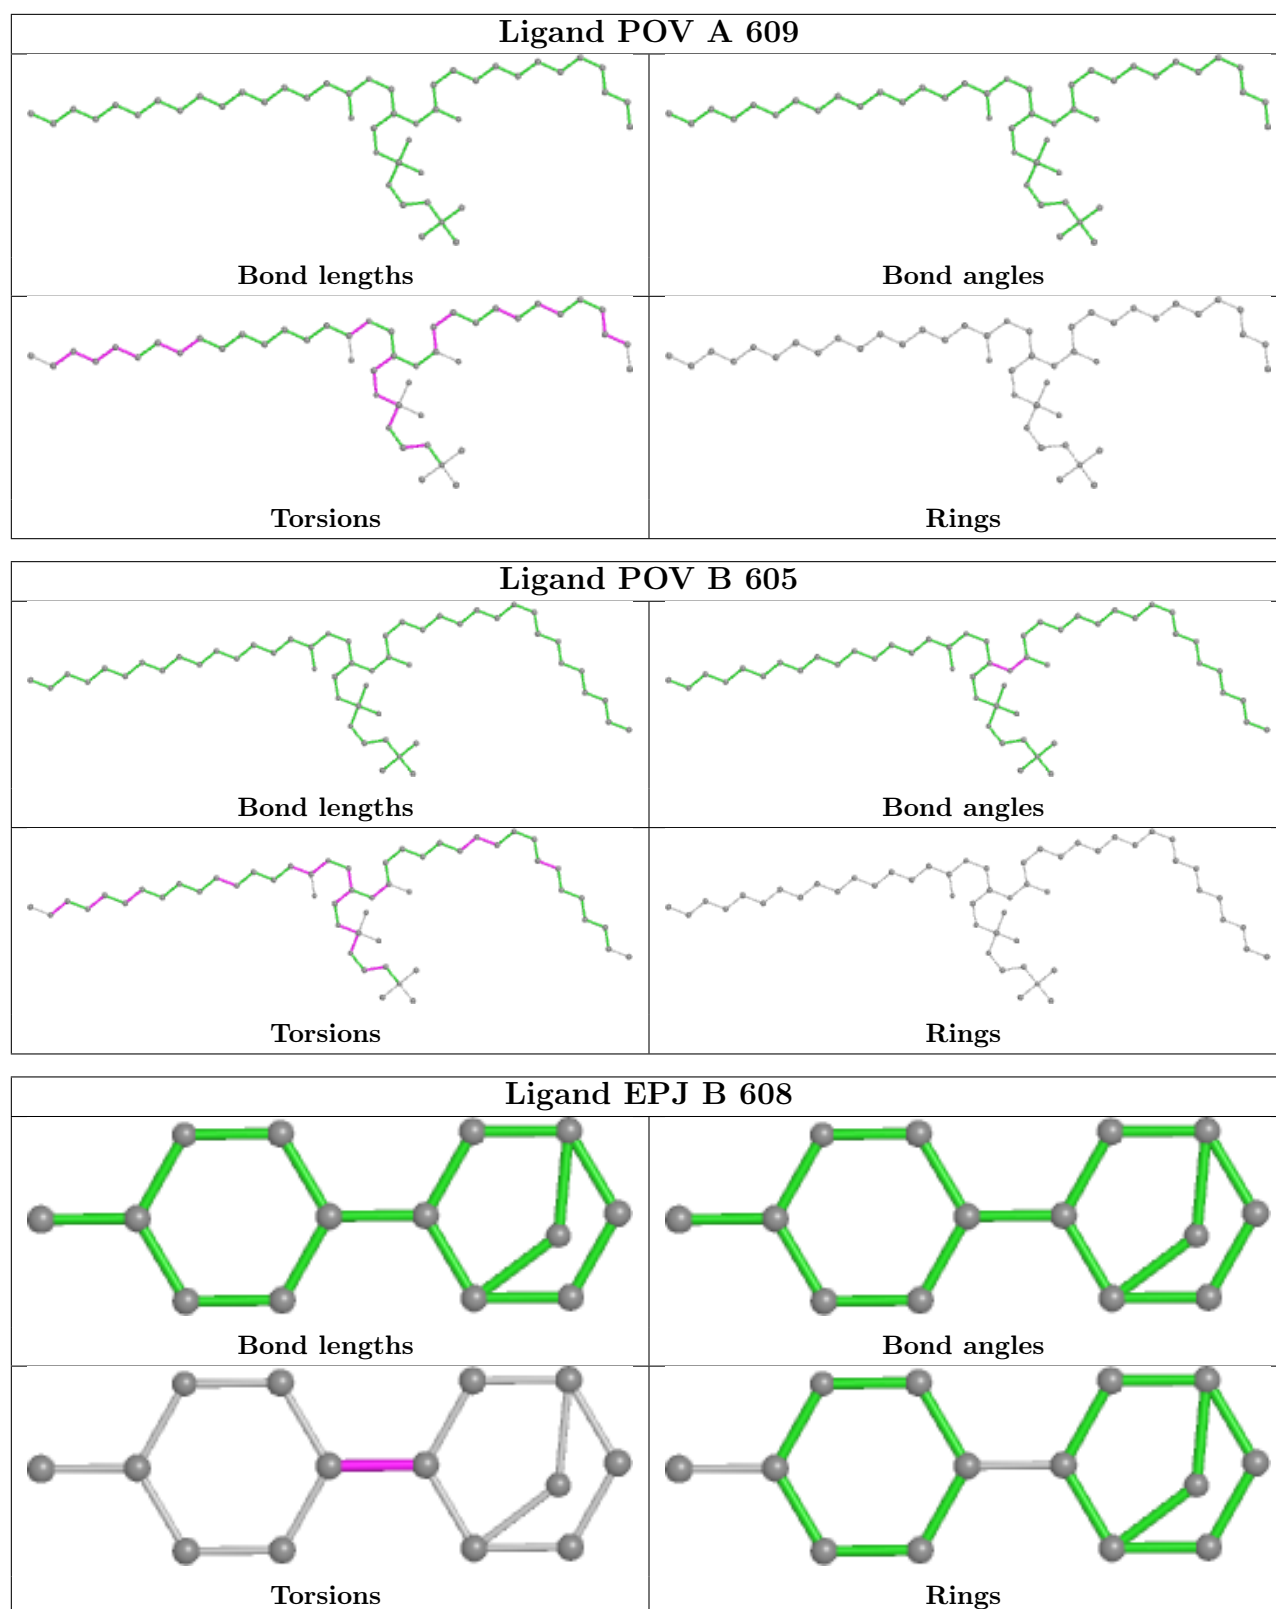 Ligand POV A 609
Bond lengths
Bond angles
Torsions
Rings
Ligand POV B 605
Bond lengths
Bond angles
Torsions
Rings
Ligand EPJ B 608
Bond lengths
Bond angles
Torsions
Rings